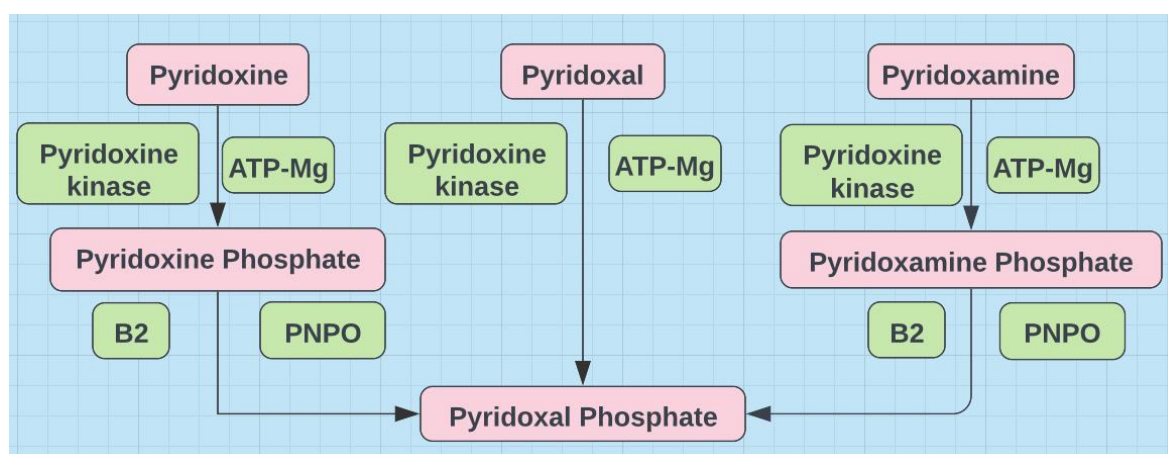 Pyridoxine
Pyridoxal
Pyridoxamine
Pyridoxine
kinase
ATP-Mg
Pyridoxine
kinase
ATP-Mg
Pyridoxine
kinase
ATP-Mg
Pyridoxine Phosphate
Pyridoxamine Phosphate
B2
PNPO
B2
PNPO
Pyridoxal Phosphate